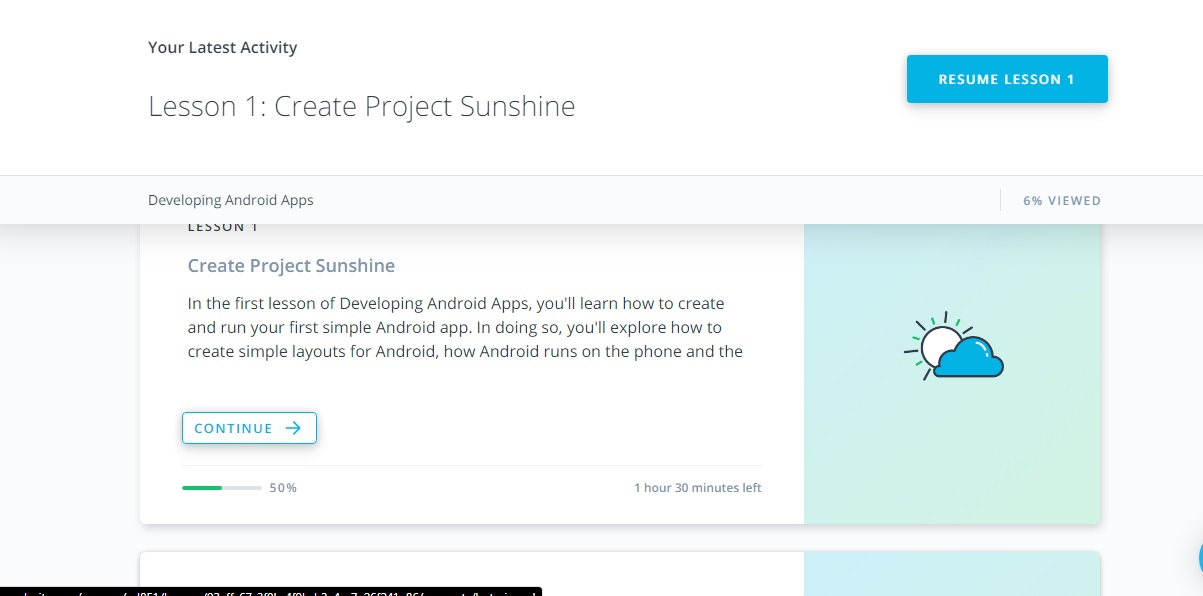 Your Latest Activity
RESUME LESSON 1
Lesson 1: Create Project Sunshine
Developing Android Apps
6% VIEWED
LESSON 1
Create Project Sunshine
In the first lesson of Developing Android Apps, you'll learn how to create
and run your first simple Android app. In doing so, you'll explore how to
create simple layouts for Android, how Android runs on the phone and the
CONTINUE
50%
1 hour 30 minutes left